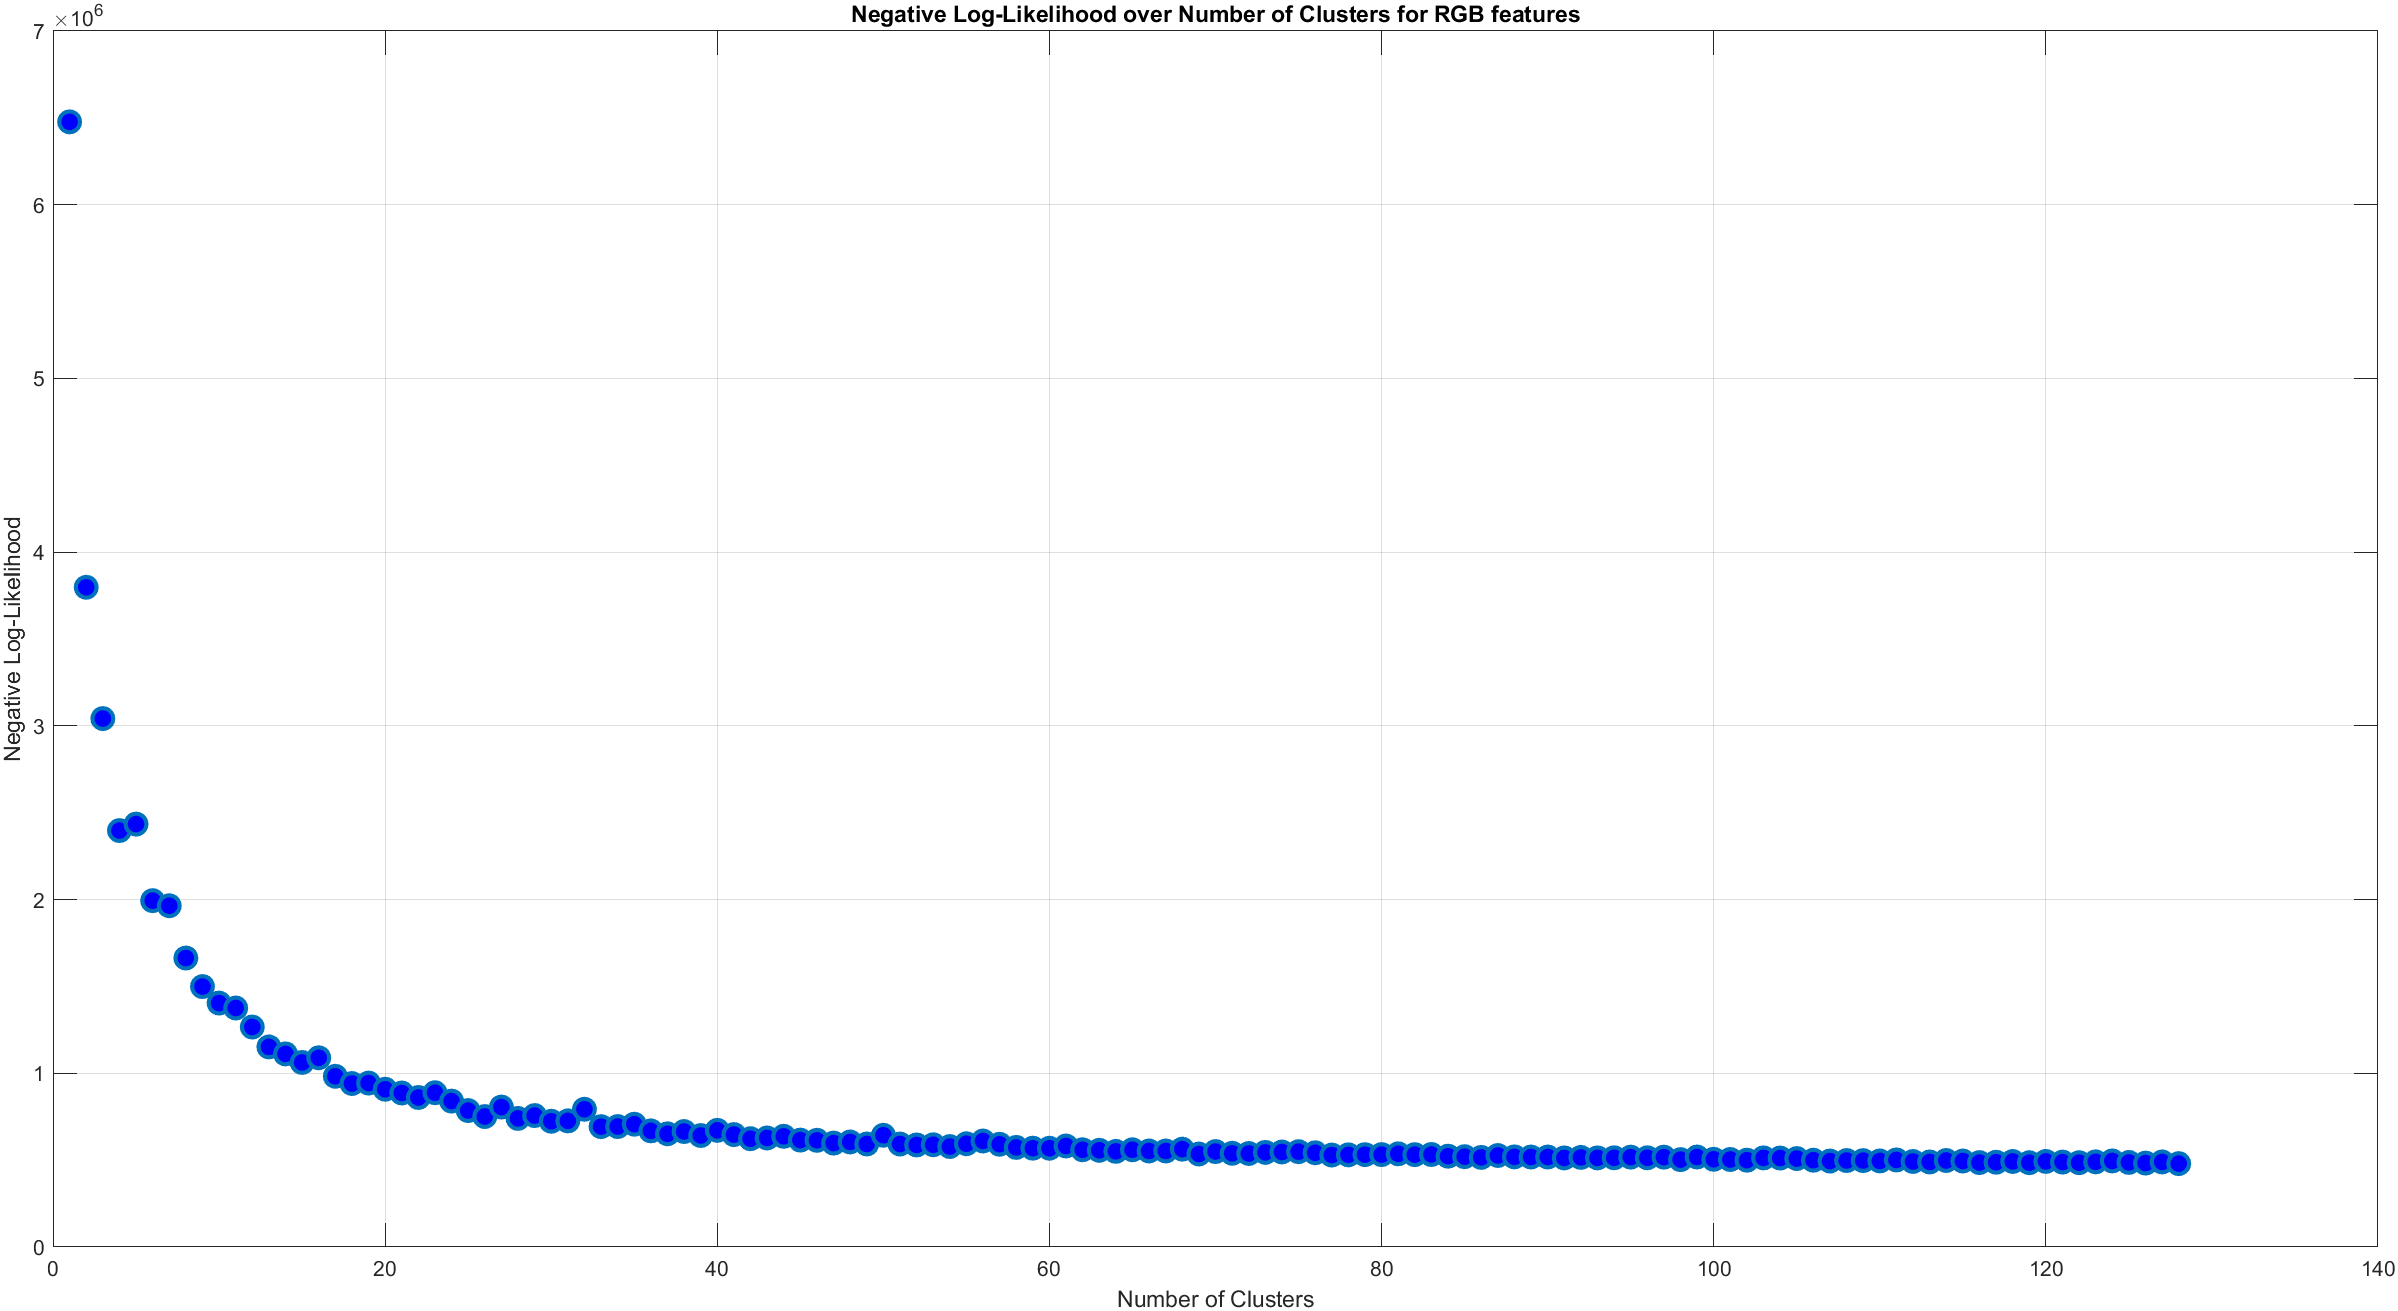 Negative Log-Likelihood over Number of Clusters for RGB features
×10^6
7
6
5
4
3
2
1
0
Negative Log-Likelihood
0 20 40 60 80 100 120 140
Number of Clusters